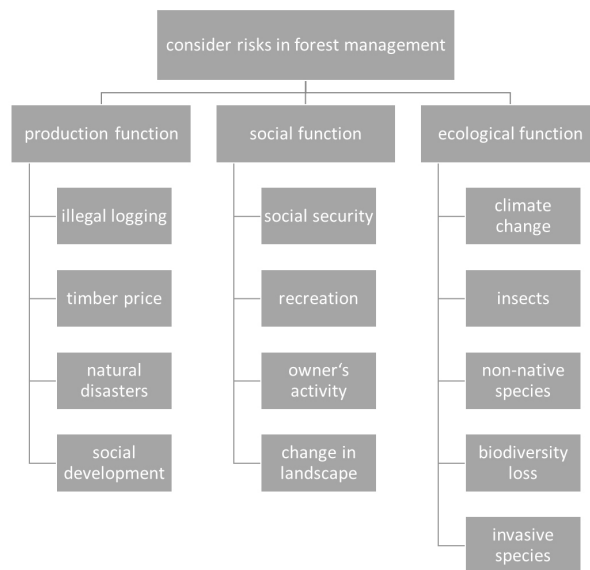 consider risks in forest management
production function
social function
ecological function
illegal logging
timber price
natural
disasters
social
development
social security
recreation
owner‘s
activity
change in
landscape
climate
change
insects
non-native
species
biodiversity
loss
invasive
species